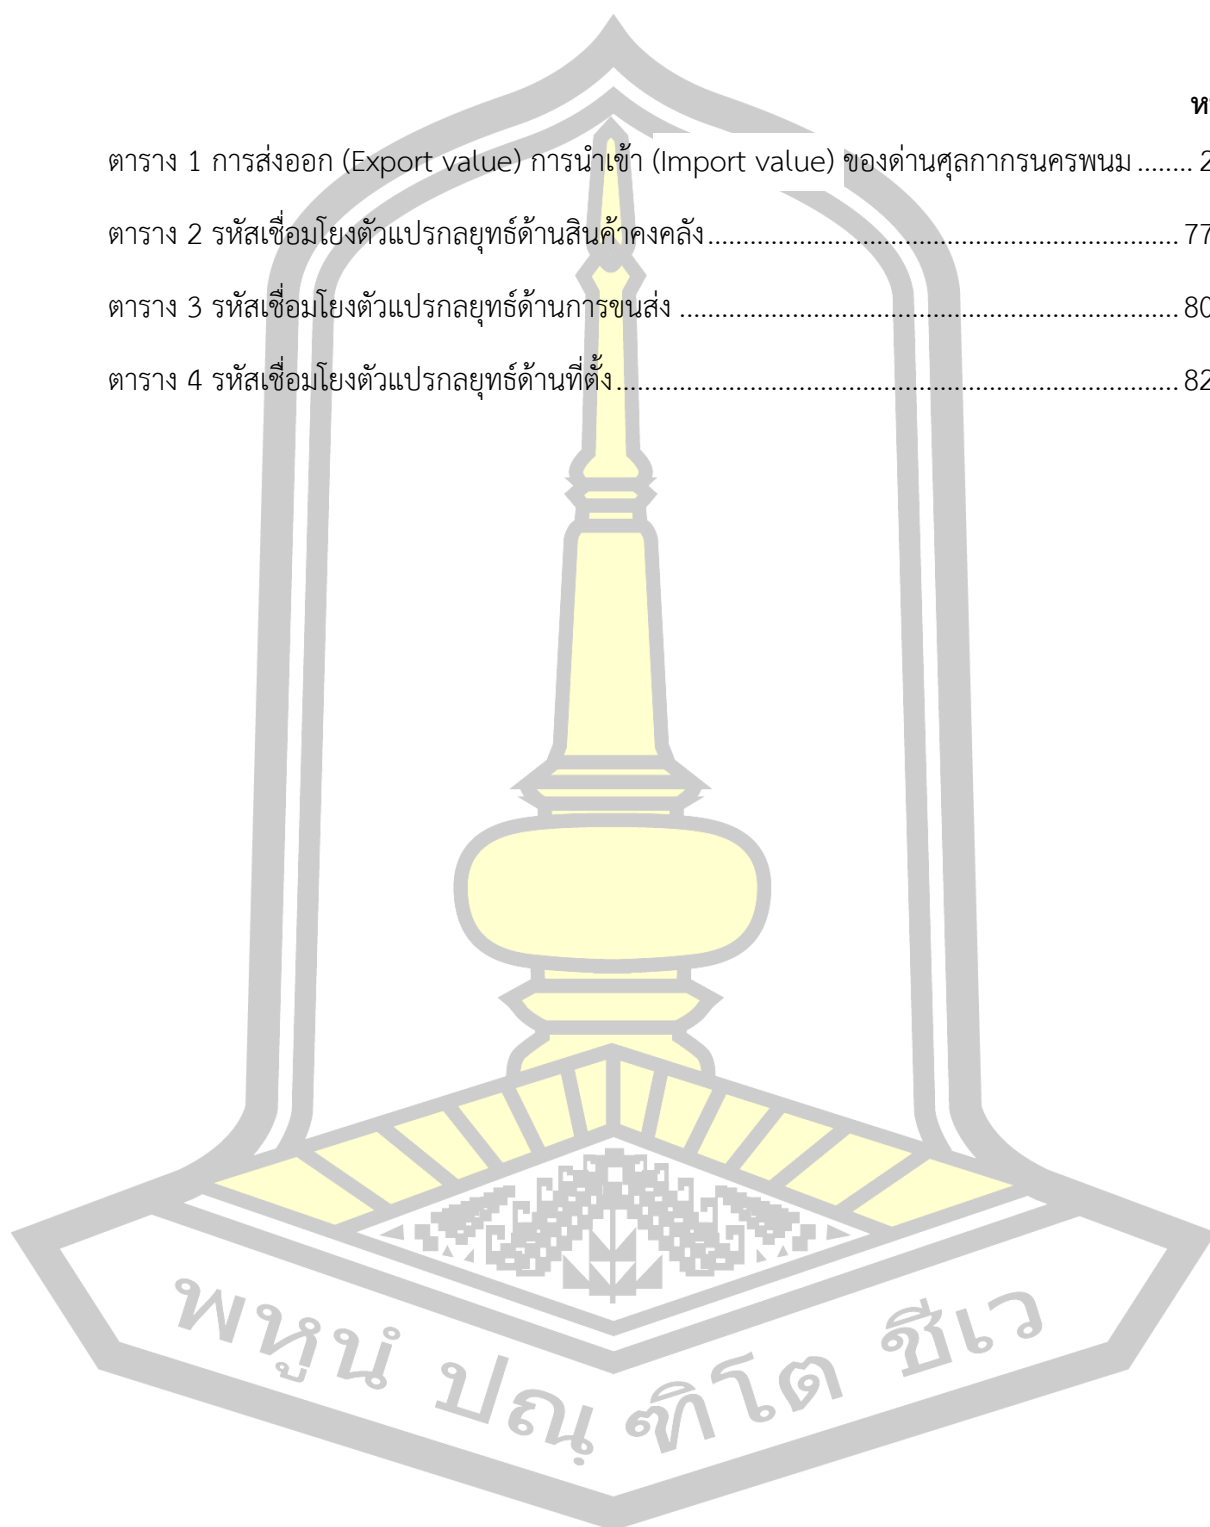 ตาราง 1 การส่งออก (Export value) การนำเข้า (Import value) ของด่านศุลกากรนครพนม ........ 2
ตาราง 2 รหัสเชื่อมโยงตัวแปรกลยุทธ์ด้านสินค้าคงคลัง ........ 77
ตาราง 3 รหัสเชื่อมโยงตัวแปรกลยุทธ์ด้านการขนส่ง ........ 80
ตาราง 4 รหัสเชื่อมโยงตัวแปรกลยุทธ์ด้านที่ตั้ง ........ 82
พหูนํ ปณฺฑิโต ชีเว